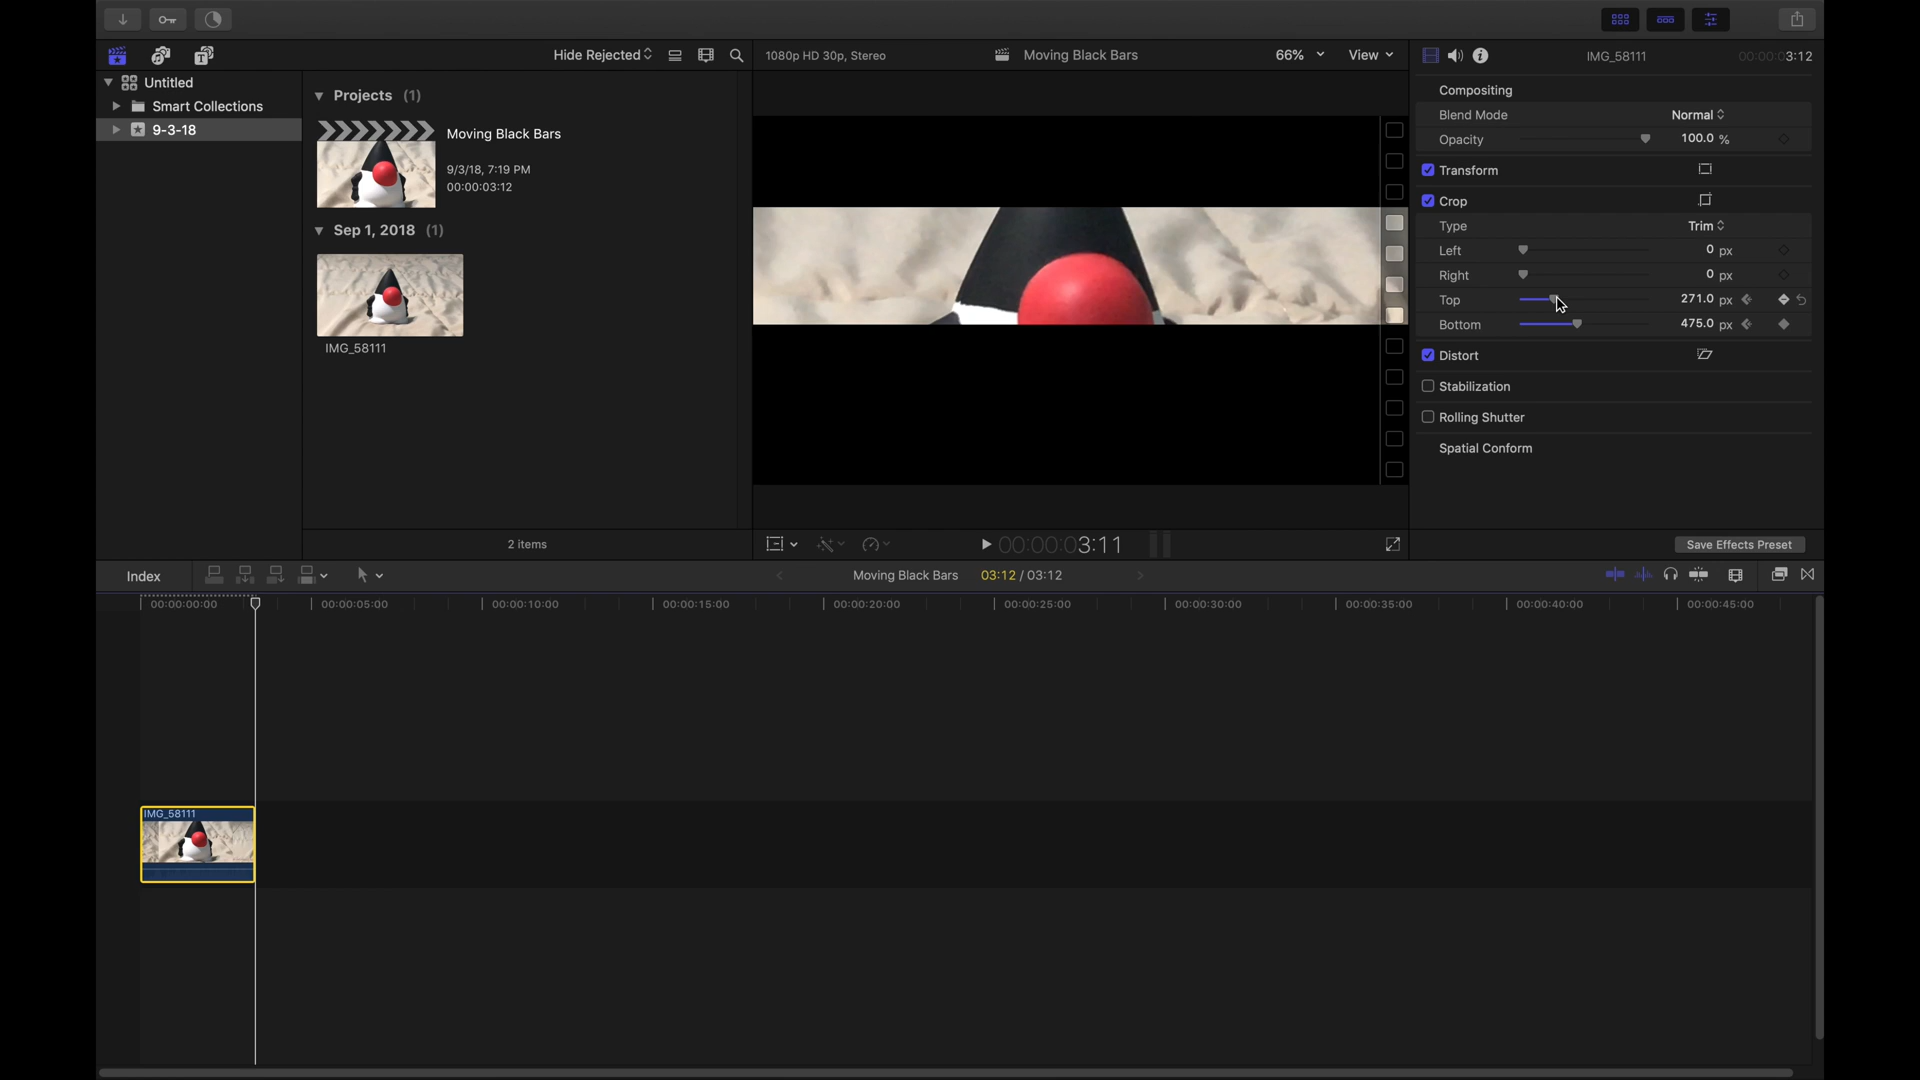 Hide Rejected
1080p HD 30p, Stereo
Moving Black Bars
66%
View
IMG_58111
00:00:03:12
Untitled
Smart Collections
9-3-18
Projects (1)
Moving Black Bars
9/3/18, 7:19 PM
00:00:03:12
Sep 1, 2018 (1)
IMG_58111
2 items
00:00:03:11
Compositing
Blend Mode Normal
Opacity 100.0 %
Transform
Crop
Type Trim
Left 0 px
Right 0 px
Top 271.0 px
Bottom 475.0 px
Distort
Stabilization
Rolling Shutter
Spatial Conform
Save Effects Preset
Index
Moving Black Bars 03:12 / 03:12
00:00:00:00 00:00:05:00 00:00:10:00 00:00:15:00 00:00:20:00 00:00:25:00 00:00:30:00 00:00:35:00 00:00:40:00 00:00:45:00
IMG_58111